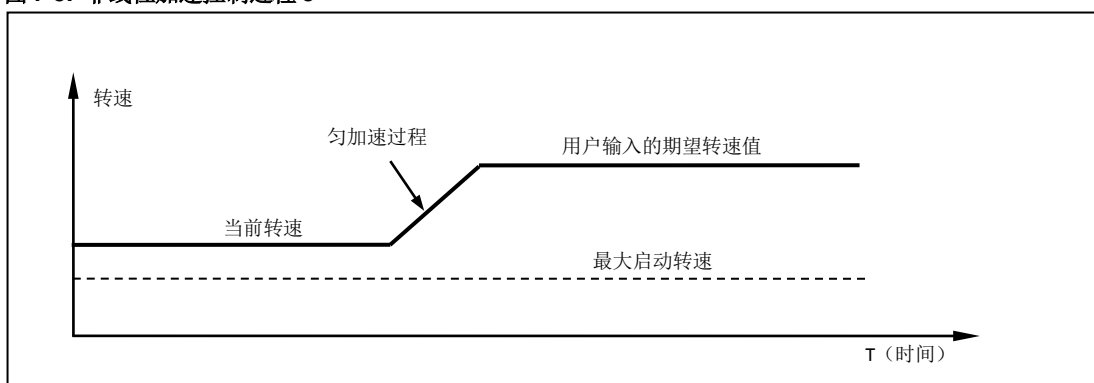 转速
匀加速过程
用户输入的期望转速值
当前转速
最大启动转速
T（时间）